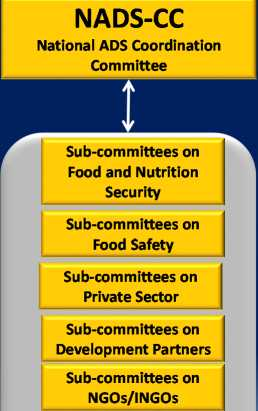 NADS-CC
National ADS Coordination
Committee
Sub-committees on
Food and Nutrition
Security
Sub-committees on
Food Safety
Sub-committees on
Private Sector
Sub-committees on
Development Partners
Sub-committees on
NGOs/INGOs